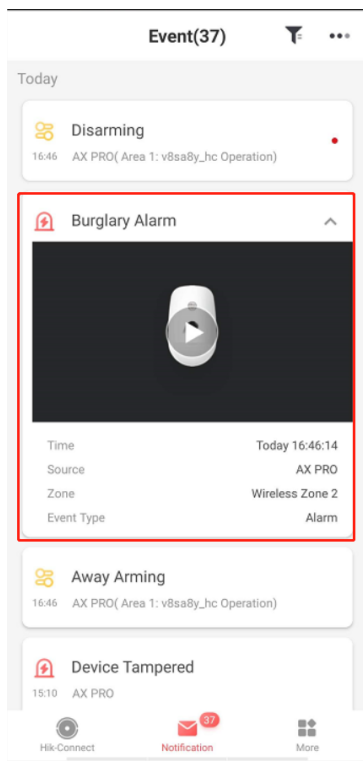 Event(37)
Today
Disarming
16:46 AX PRO( Area 1: v8sa8y_hc Operation)
Burglary Alarm
Time Today 16:46:14
Source AX PRO
Zone Wireless Zone 2
Event Type Alarm
Away Arming
16:46 AX PRO( Area 1: v8sa8y_hc Operation)
Device Tampered
15:10 AX PRO
37
Hik-Connect Notification More